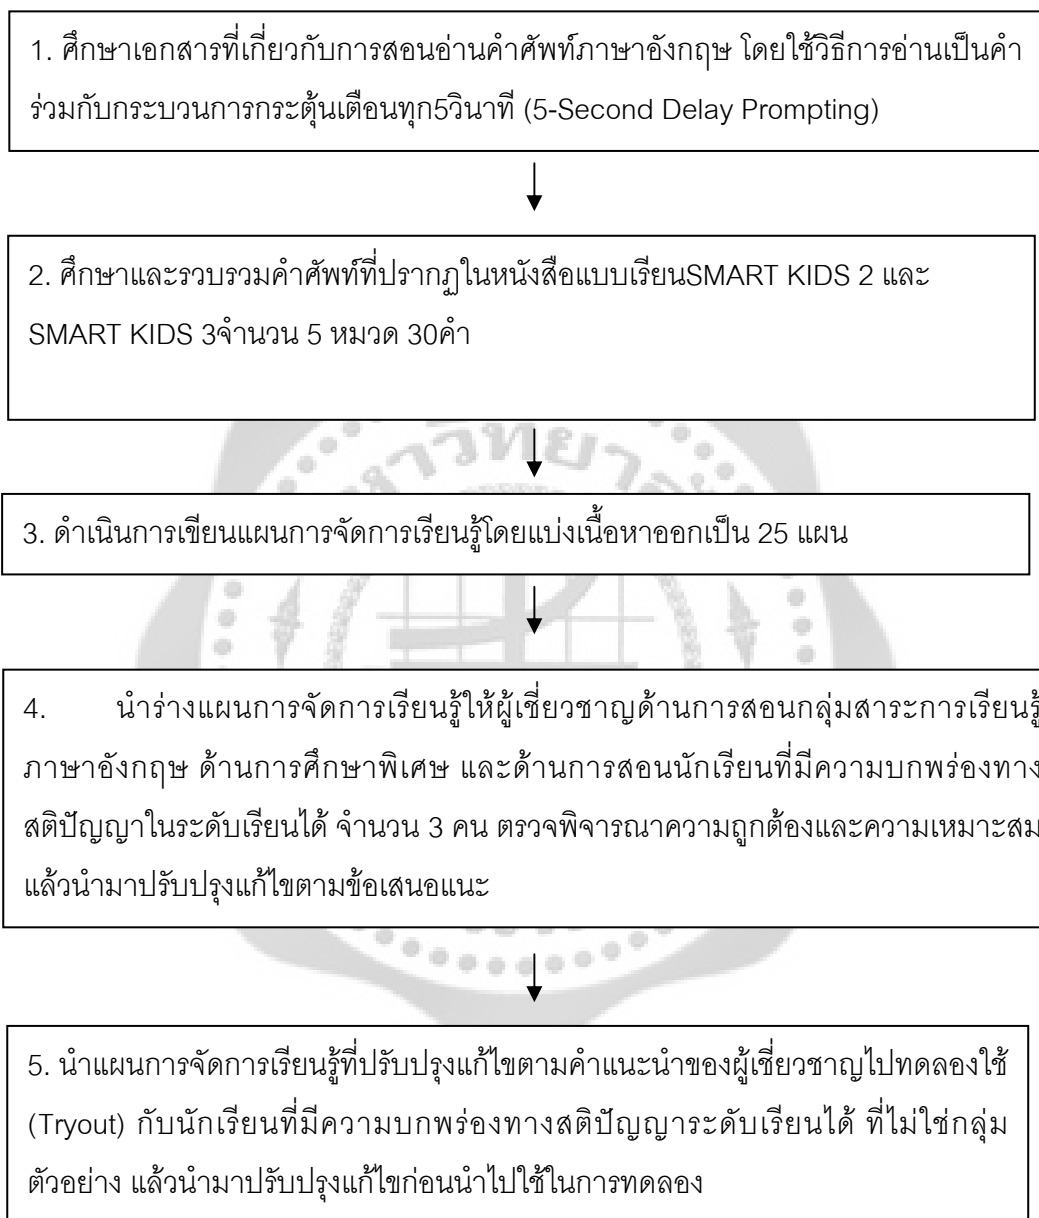 1. ศึกษาเอกสารที่เกี่ยวกับการสอนอ่านคำศัพท์ภาษาอังกฤษ โดยใช้วิธีการอ่านเป็นคำ
ร่วมกับกระบวนการกระตุ้นเตือนทุก5วินาที (5-Second Delay Prompting)
2. ศึกษาและรวบรวมคำศัพท์ที่ปรากฏในหนังสือแบบเรียนSMART KIDS 2 และ
SMART KIDS 3จำนวน 5 หมวด 30คำ
3. ดำเนินการเขียนแผนการจัดการเรียนรู้โดยแบ่งเนื้อหาออกเป็น 25 แผน
4. นำร่างแผนการจัดการเรียนรู้ให้ผู้เชี่ยวชาญด้านการสอนกลุ่มสาระการเรียนรู้
ภาษาอังกฤษ ด้านการศึกษาพิเศษ และด้านการสอนนักเรียนที่มีความบกพร่องทาง
สติปัญญาในระดับเรียนได้ จำนวน 3 คน ตรวจพิจารณาความถูกต้องและความเหมาะสม
แล้วนำมาปรับปรุงแก้ไขตามข้อเสนอแนะ
5. นำแผนการจัดการเรียนรู้ที่ปรับปรุงแก้ไขตามคำแนะนำของผู้เชี่ยวชาญไปทดลองใช้
(Tryout) กับนักเรียนที่มีความบกพร่องทางสติปัญญาระดับเรียนได้ ที่ไม่ใช่กลุ่ม
ตัวอย่าง แล้วนำมาปรับปรุงแก้ไขก่อนนำไปใช้ในการทดลอง